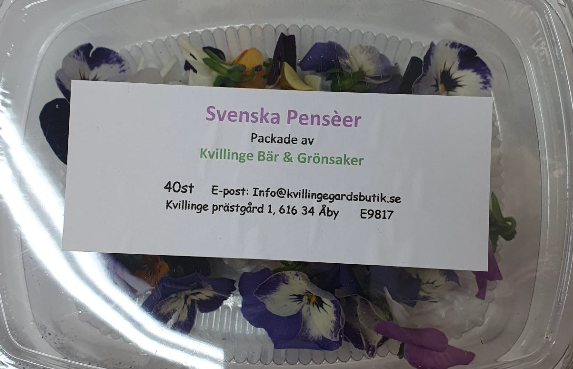 Svenska Pensèer
Packade av
Kvillinge Bär & Grönsaker
40st E-post: Info@kvillingegardsbutik.se
Kvillinge prästgård 1, 616 34 Åby E9817